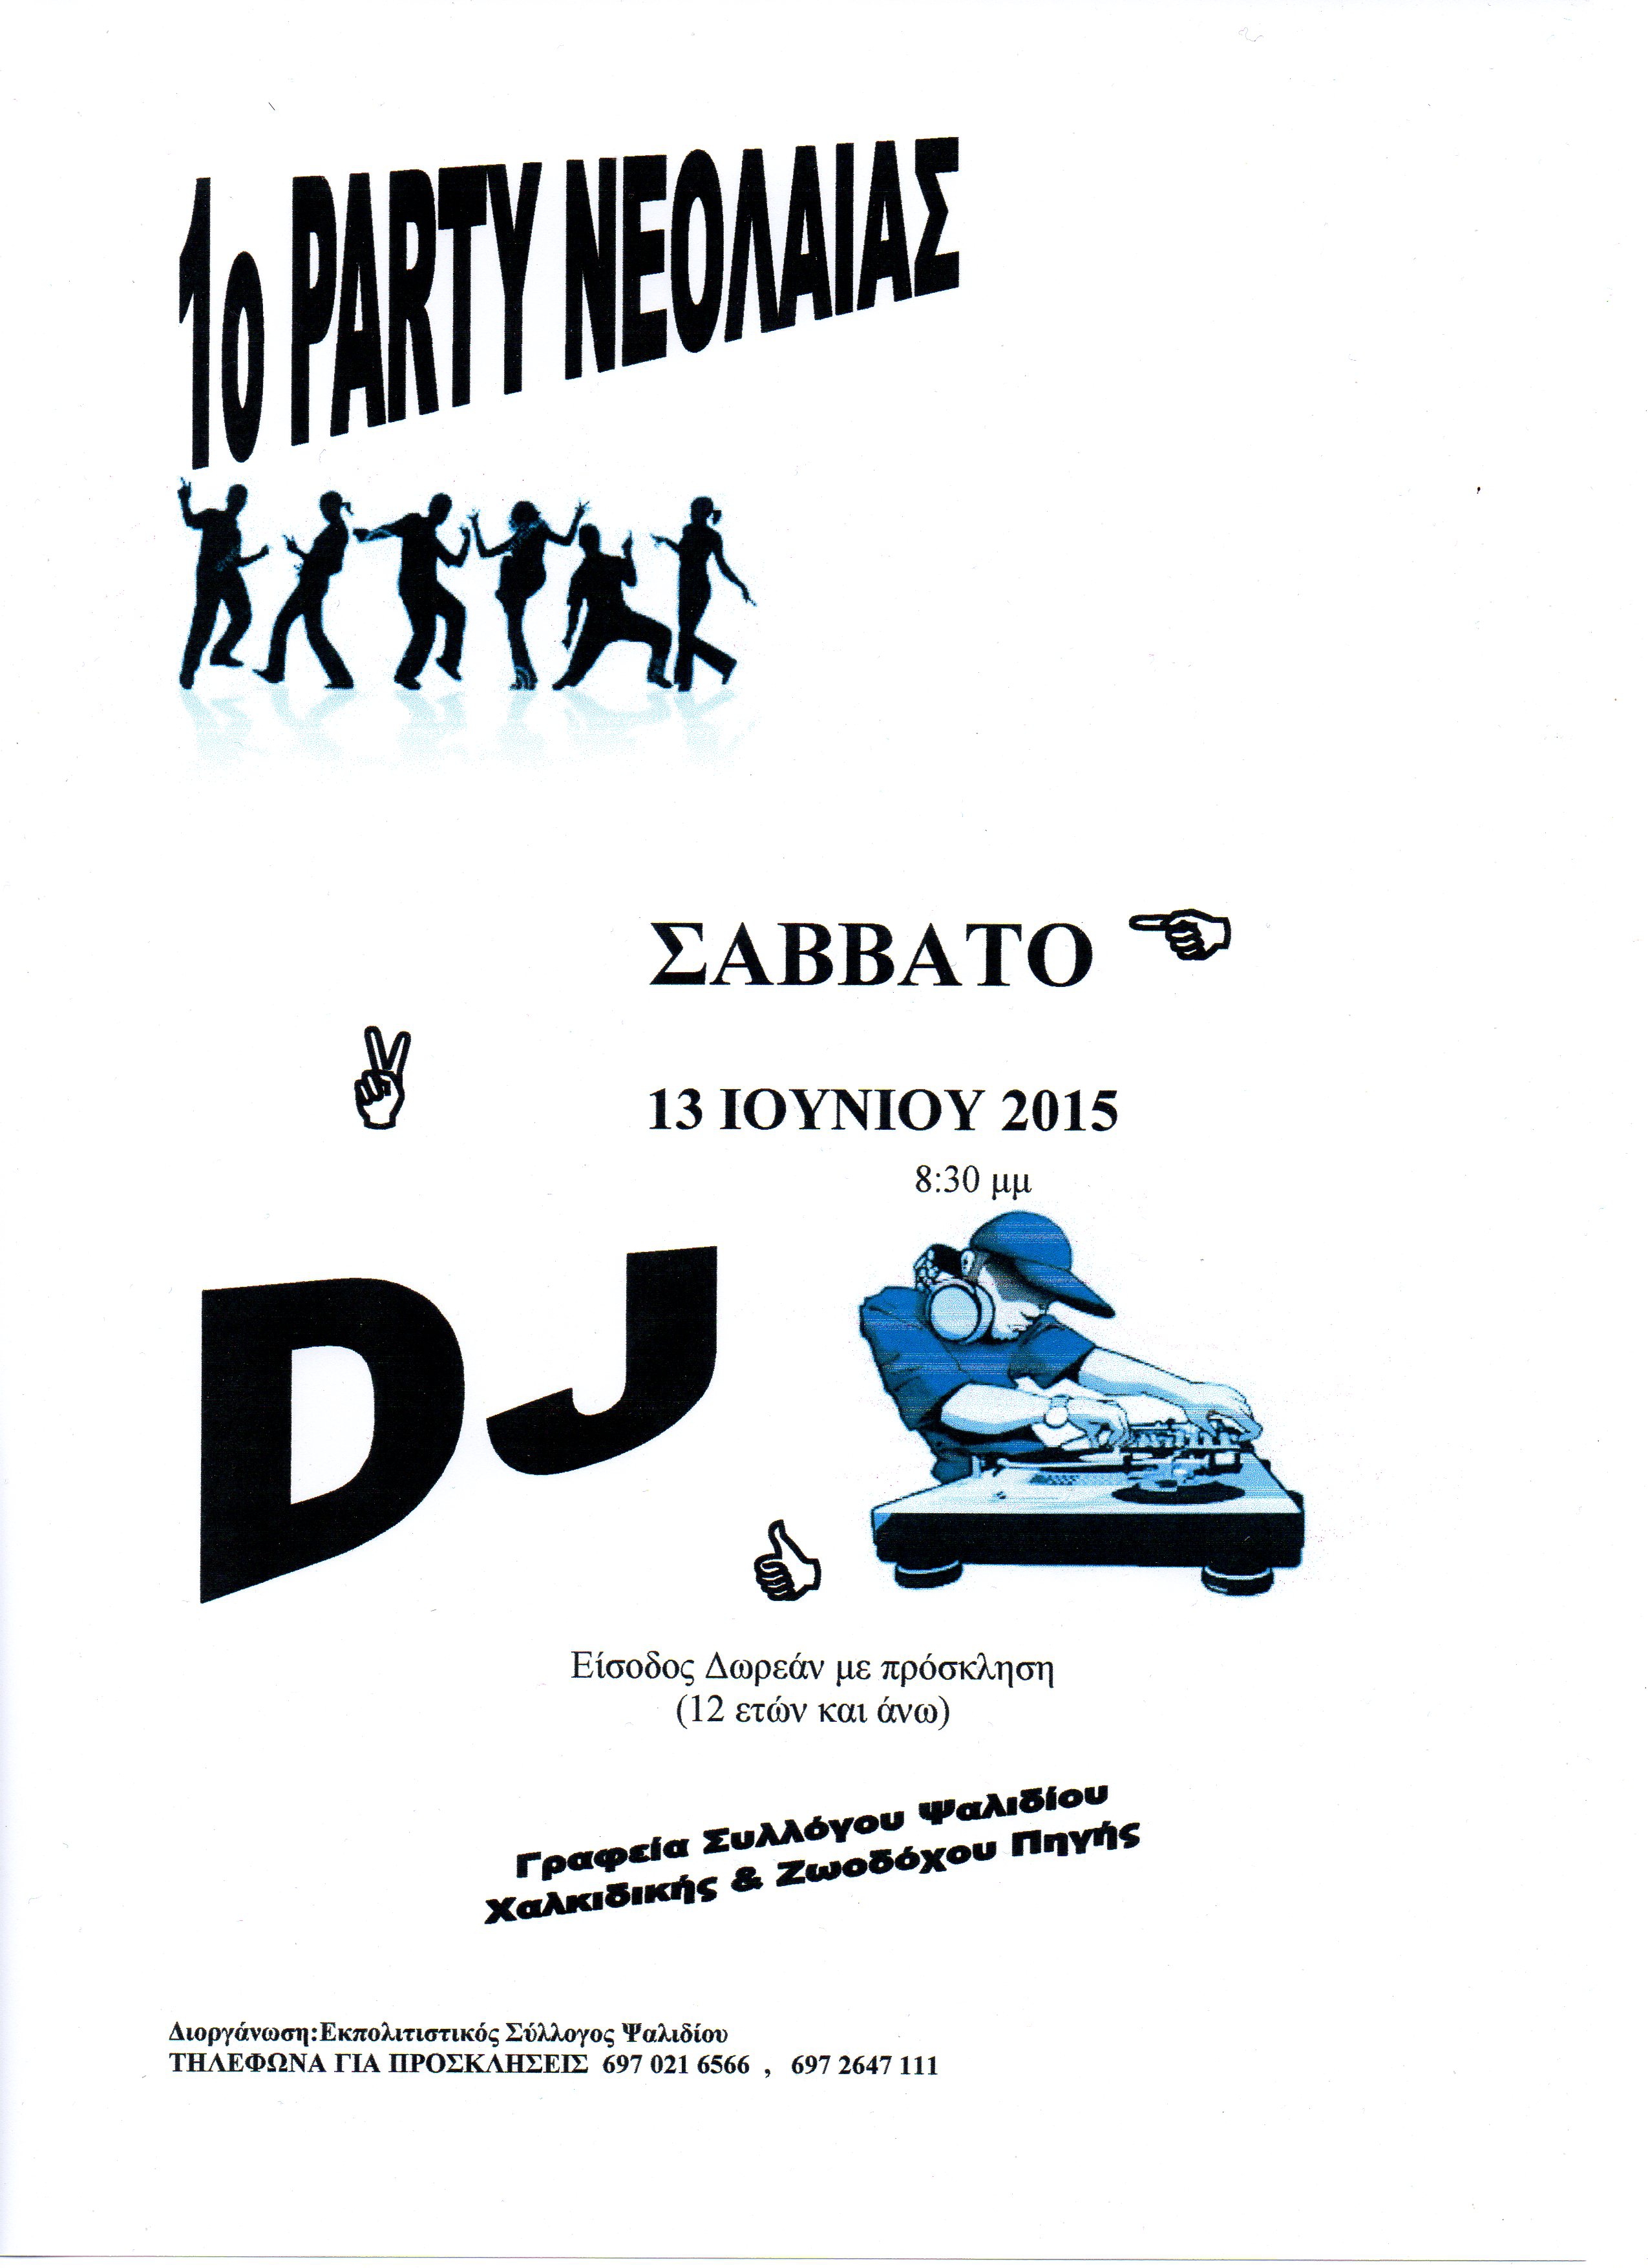 1ο PARTY ΝΕΟΛΑΙΑΣ
ΣΑΒΒΑΤΟ
13 ΙΟΥΝΙΟΥ 2015
8:30 μμ
DJ
Είσοδος Δωρεάν με πρόσκληση
(12 ετών και άνω)
Γραφεία Συλλόγου Ψαλιδίου
Χαλκιδικής & Ζωοδόχου Πηγής
Διοργάνωση:Εκπολιτιστικός Σύλλογος Ψαλιδίου
ΤΗΛΕΦΩΝΑ ΓΙΑ ΠΡΟΣΚΛΗΣΕΙΣ 697 021 6566 , 697 2647 111